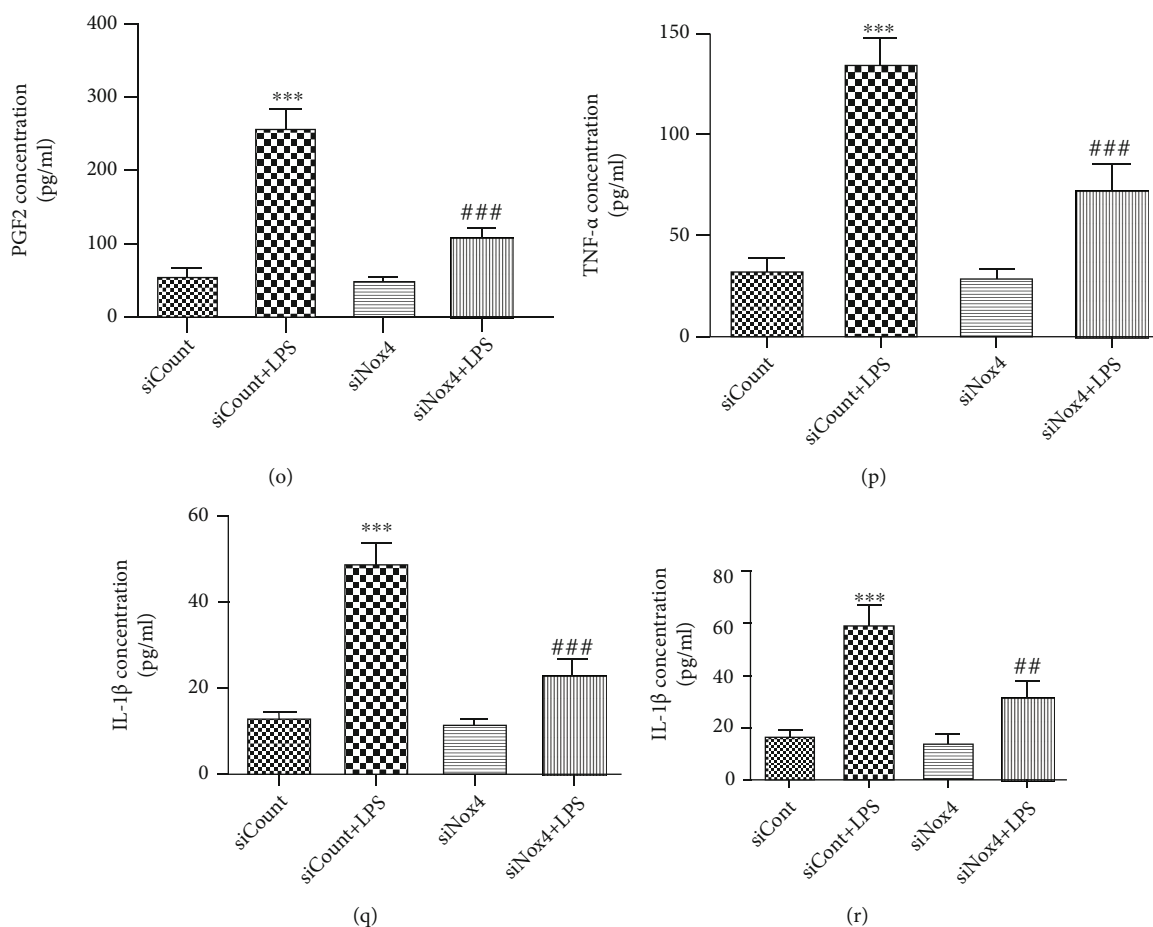 400
300
200
100
0
PGF2 concentration
(pg/ml)
***
###
siCount
siCount+LPS
siNox4
siNox4+LPS
(o)
150
100
50
0
TNF-α concentration
(pg/ml)
***
###
siCount
siCount+LPS
siNox4
siNox4+LPS
(p)
60
40
20
0
IL-1β concentration
(pg/ml)
***
###
siCount
siCount+LPS
siNox4
siNox4+LPS
(q)
80
60
40
20
0
IL-1β concentration
(pg/ml)
***
##
siCont
siCont+LPS
siNox4
siNox4+LPS
(r)